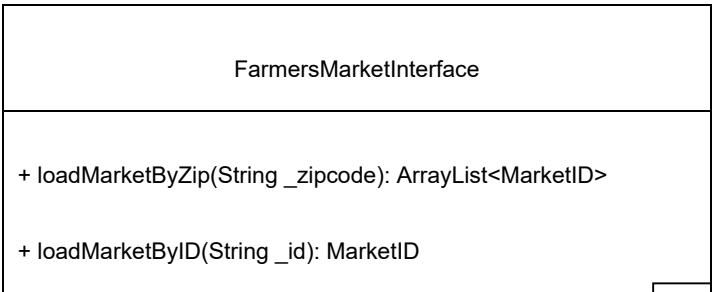 FarmersMarketInterface
+ loadMarketByZip(String _zipcode): ArrayList<MarketID>
+ loadMarketByID(String _id): MarketID